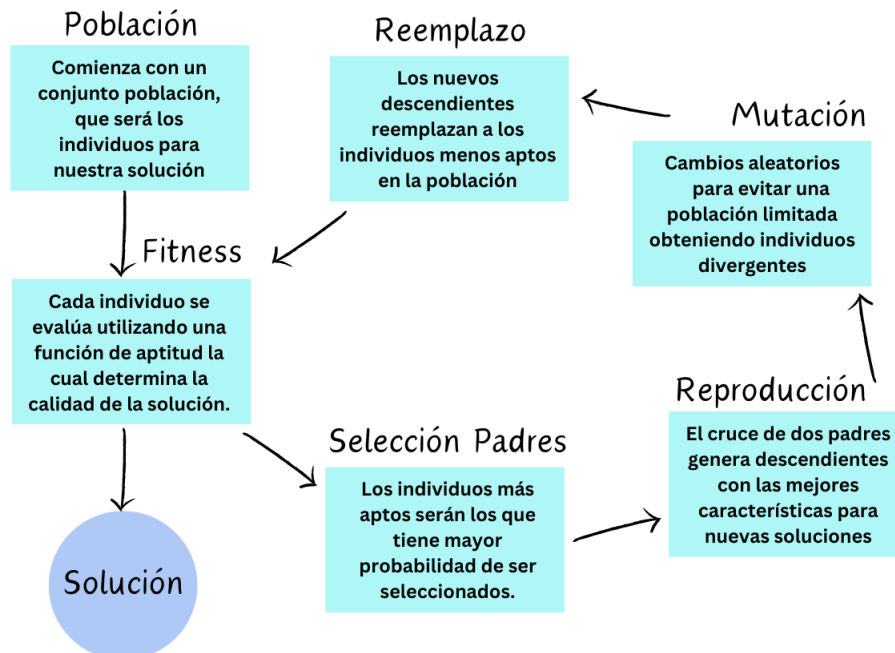 Población
Comienza con un
conjunto población,
que será los
individuos para
nuestra solución
Reemplazo
Los nuevos
descendientes
reemplazan a los
individuos menos aptos
en la población
Mutación
Cambios aleatorios
para evitar una
población limitada
obteniendo individuos
divergentes
Fitness
Cada individuo se
evalúa utilizando una
función de aptitud la
cual determina la
calidad de la solución.
Selección Padres
Los individuos más
aptos serán los que
tiene mayor
probabilidad de ser
seleccionados.
Reproducción
El cruce de dos padres
genera descendientes
con las mejores
características para
nuevas soluciones
Solución